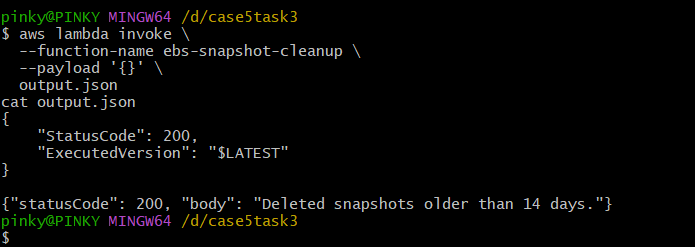 pinky@PINKY MINGW64 /d/case5task3
$ aws lambda invoke \
  --function-name ebs-snapshot-cleanup \
  --payload '{}' \
  output.json
cat output.json
{
    "StatusCode": 200,
    "ExecutedVersion": "$LATEST"
}

{"statusCode": 200, "body": "Deleted snapshots older than 14 days."}
pinky@PINKY MINGW64 /d/case5task3
$